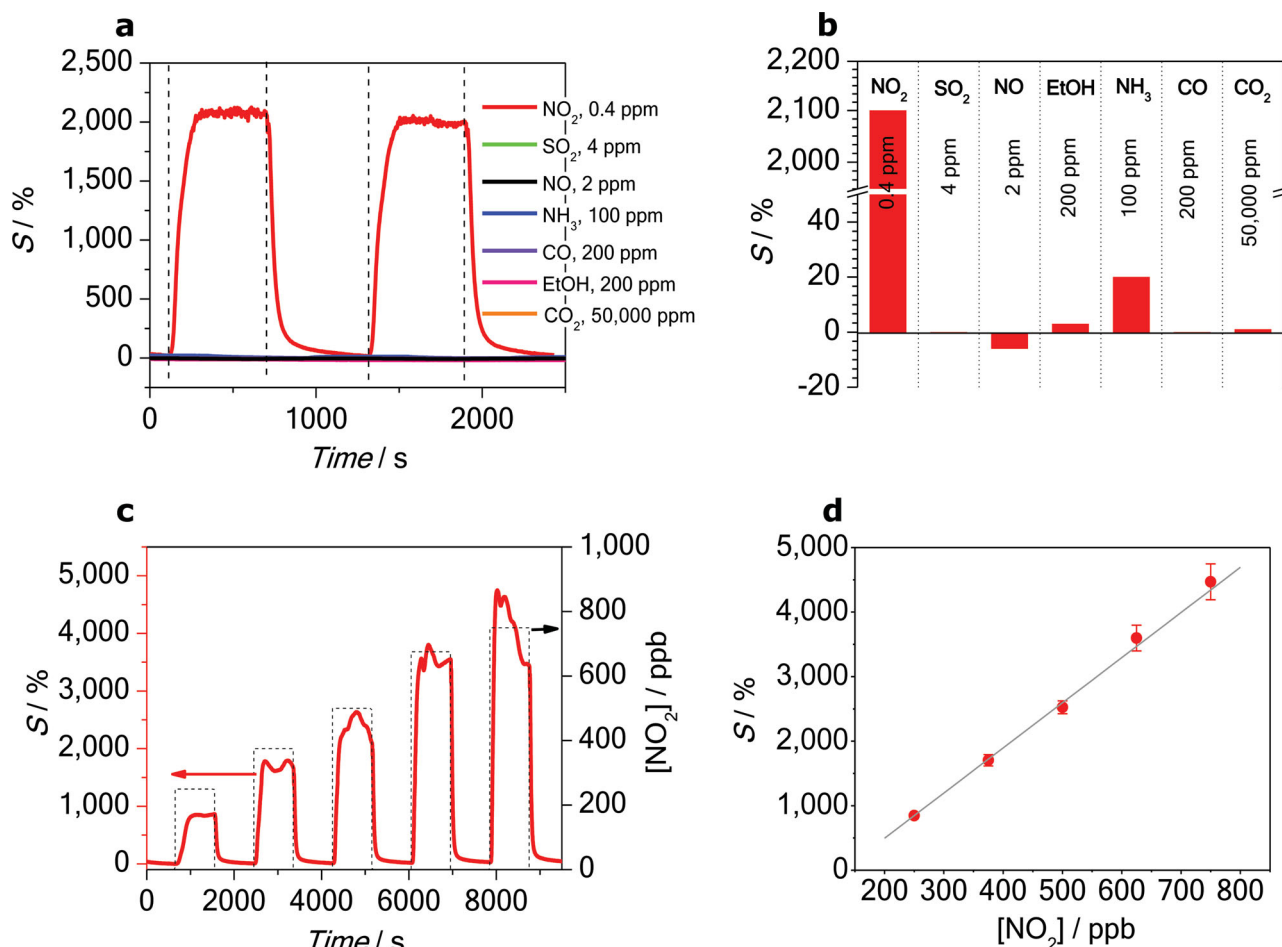 a
2,500
2,000
1,500
1,000
500
0
S / %
0
1000
2000
Time / s
NO₂, 0.4 ppm
SO₂, 4 ppm
NO, 2 ppm
NH₃, 100 ppm
CO, 200 ppm
EtOH, 200 ppm
CO₂, 50,000 ppm
b
2,200
2,100
2,000
40
20
0
-20
S / %
NO₂
SO₂
NO
EtOH
NH₃
CO
CO₂
0.4 ppm
4 ppm
2 ppm
200 ppm
100 ppm
200 ppm
50,000 ppm
c
5,000
4,000
3,000
2,000
1,000
0
S / %
1,000
800
600
400
200
0
[NO₂] / ppb
0
2000
4000
6000
8000
Time / s
d
5,000
4,000
3,000
2,000
1,000
0
S / %
200
300
400
500
600
700
800
[NO₂] / ppb